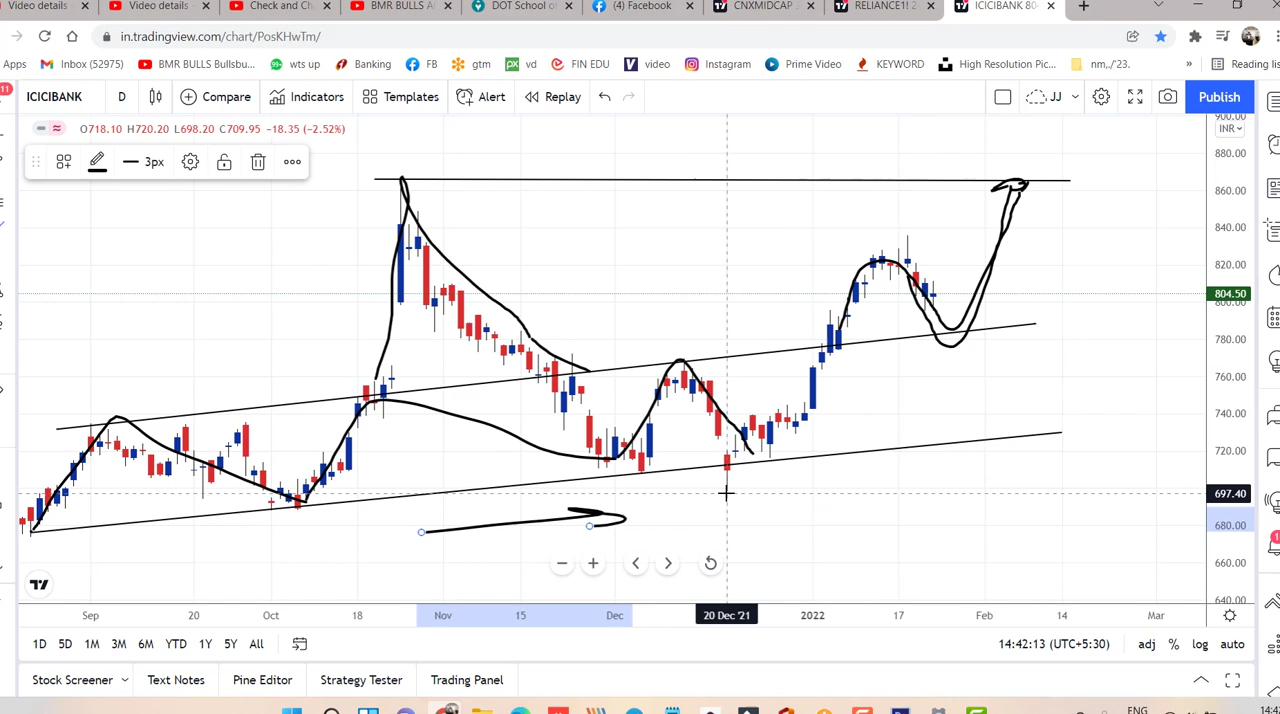 Video details - Video details - Check and Ch BMR BULLS A DOT School of (4) Facebook CNXMIDCAP RELIANCE1! 2 ICICIBANK 80
in.tradingview.com/chart/PosKHwTm/
Apps Inbox (52975) BMR BULLS Bullsbu... wts up Banking FB gtm vd FIN EDU video Instagram Prime Video KEYWORD High Resolution Pic... nm,,/'23. » Reading list
11
ICICIBANK D Compare Indicators Templates Alert Replay JJ Publish
O718.10 H720.20 L698.20 C709.95 -18.35 (-2.52%)
3px
900.00
INR
880.00
860.00
840.00
820.00
804.50
800.00
780.00
760.00
740.00
720.00
697.40
680.00
660.00
640.00
Sep 20 Oct 18 Nov 15 Dec 20 Dec '21 2022 17 Feb 14 Mar
1D 5D 1M 3M 6M YTD 1Y 5Y All 14:42:13 (UTC+5:30) adj % log auto
Stock Screener Text Notes Pine Editor Strategy Tester Trading Panel
ENG